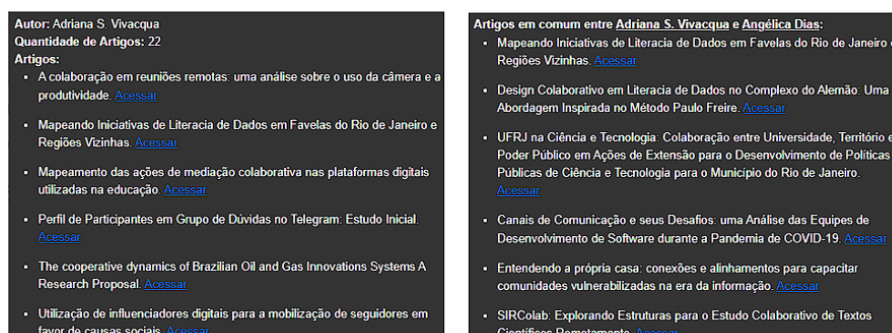 Autor: Adriana S. Vivacqua
Quantidade de Artigos: 22
Artigos:
• A colaboração em reuniões remotas: uma análise sobre o uso da câmera e a
produtividade. Acessar
• Mapeando Iniciativas de Literacia de Dados em Favelas do Rio de Janeiro e
Regiões Vizinhas. Acessar
• Mapeamento das ações de mediação colaborativa nas plataformas digitais
utilizadas na educação. Acessar
• Perfil de Participantes em Grupo de Dúvidas no Telegram: Estudo Inicial.
Acessar
• The cooperative dynamics of Brazilian Oil and Gas Innovations Systems A
Research Proposal. Acessar
• Utilização de influenciadores digitais para a mobilização de seguidores em
favor de causas sociais. Acessar
Artigos em comum entre Adriana S. Vivacqua e Angélica Dias:
• Mapeando Iniciativas de Literacia de Dados em Favelas do Rio de Janeiro e
Regiões Vizinhas. Acessar
• Design Colaborativo em Literacia de Dados no Complexo do Alemão: Uma
Abordagem Inspirada no Método Paulo Freire. Acessar
• UFRJ na Ciência e Tecnologia: Colaboração entre Universidade, Território e
Poder Público em Ações de Extensão para o Desenvolvimento de Políticas
Públicas de Ciência e Tecnologia para o Município do Rio de Janeiro.
Acessar
• Canais de Comunicação e seus Desafios: uma Análise das Equipes de
Desenvolvimento de Software durante a Pandemia de COVID-19. Acessar
• Entendendo a própria casa: conexões e alinhamentos para capacitar
comunidades vulnerabilizadas na era da informação. Acessar
• SIRColab: Explorando Estruturas para o Estudo Colaborativo de Textos
Científicos Remotamente. Acessar